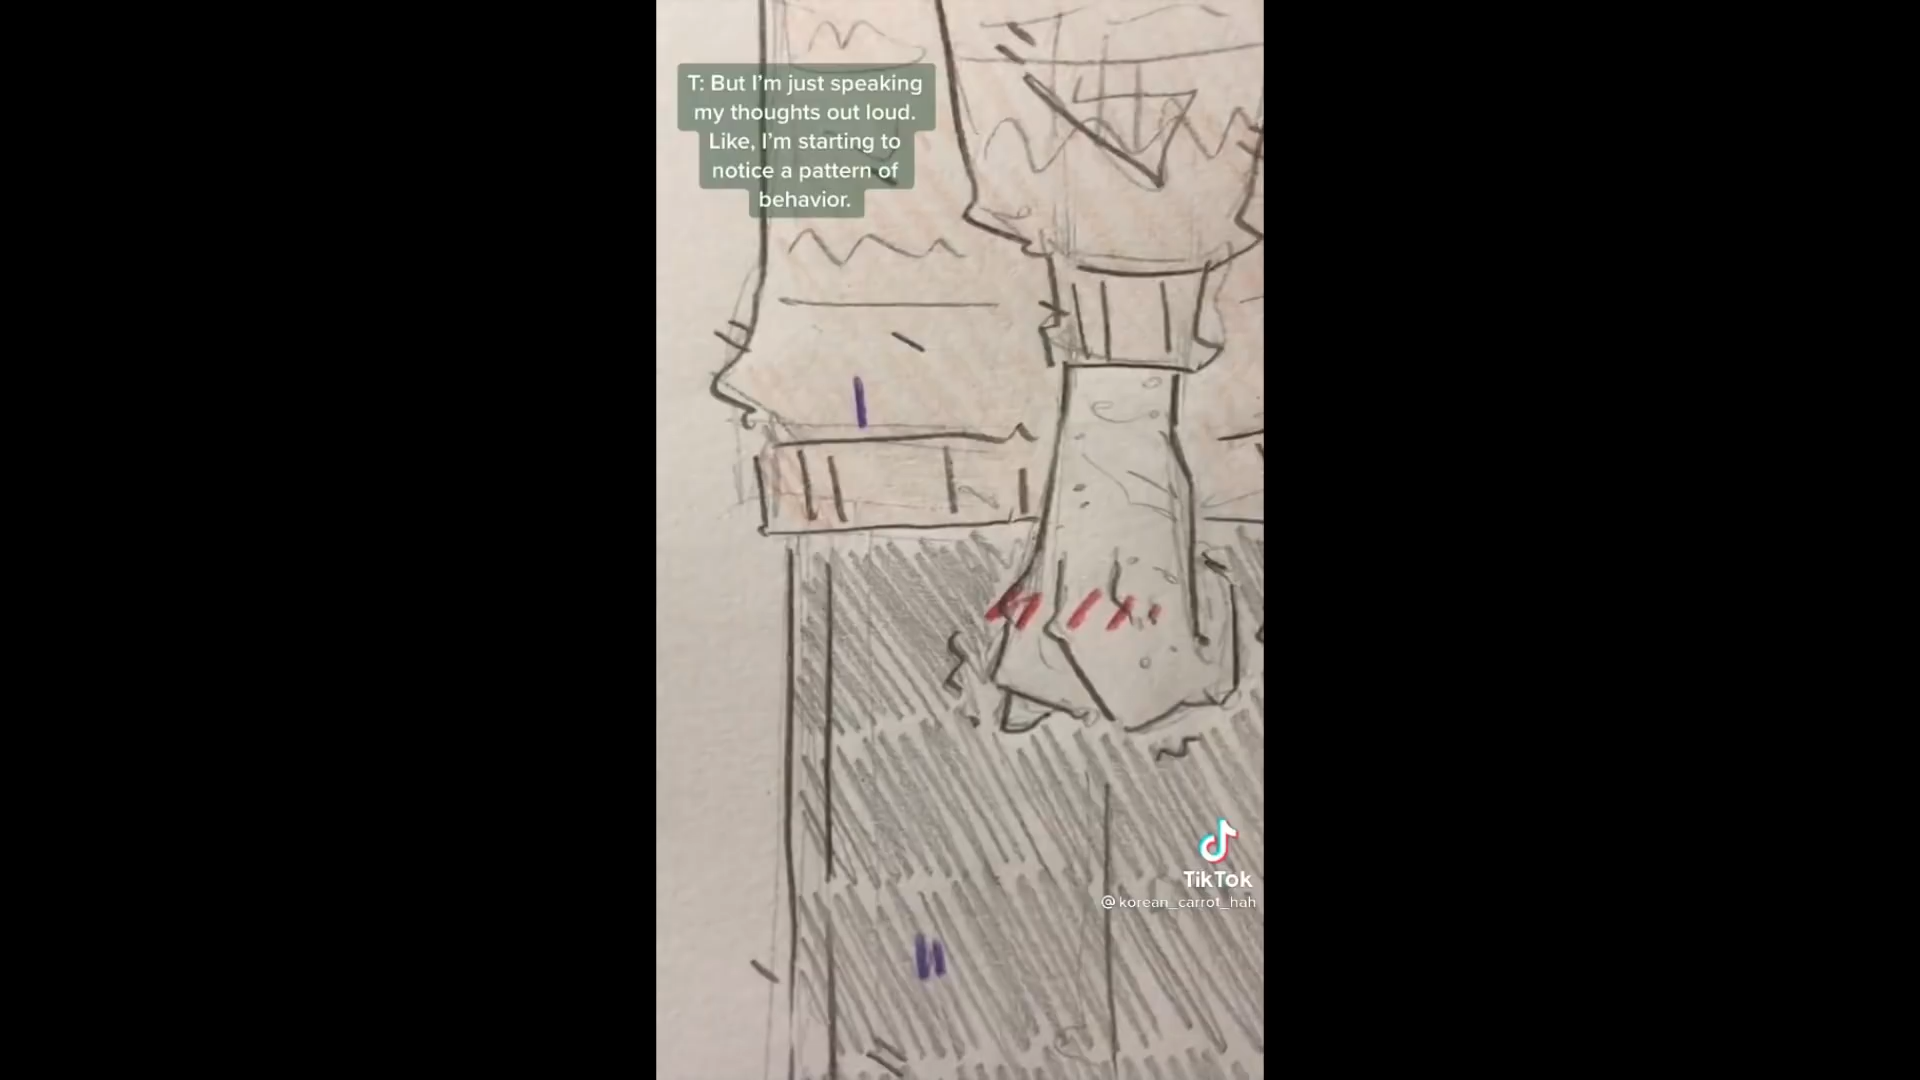 T: But I'm just speaking
my thoughts out loud.
Like, I'm starting to
notice a pattern of
behavior.
TikTok
@korean_carrot_hah